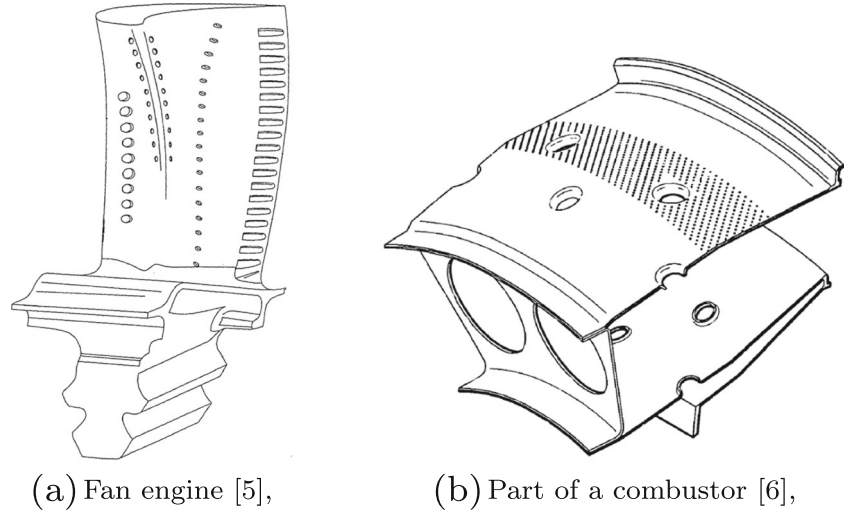 (a) Fan engine [5],
(b) Part of a combustor [6],